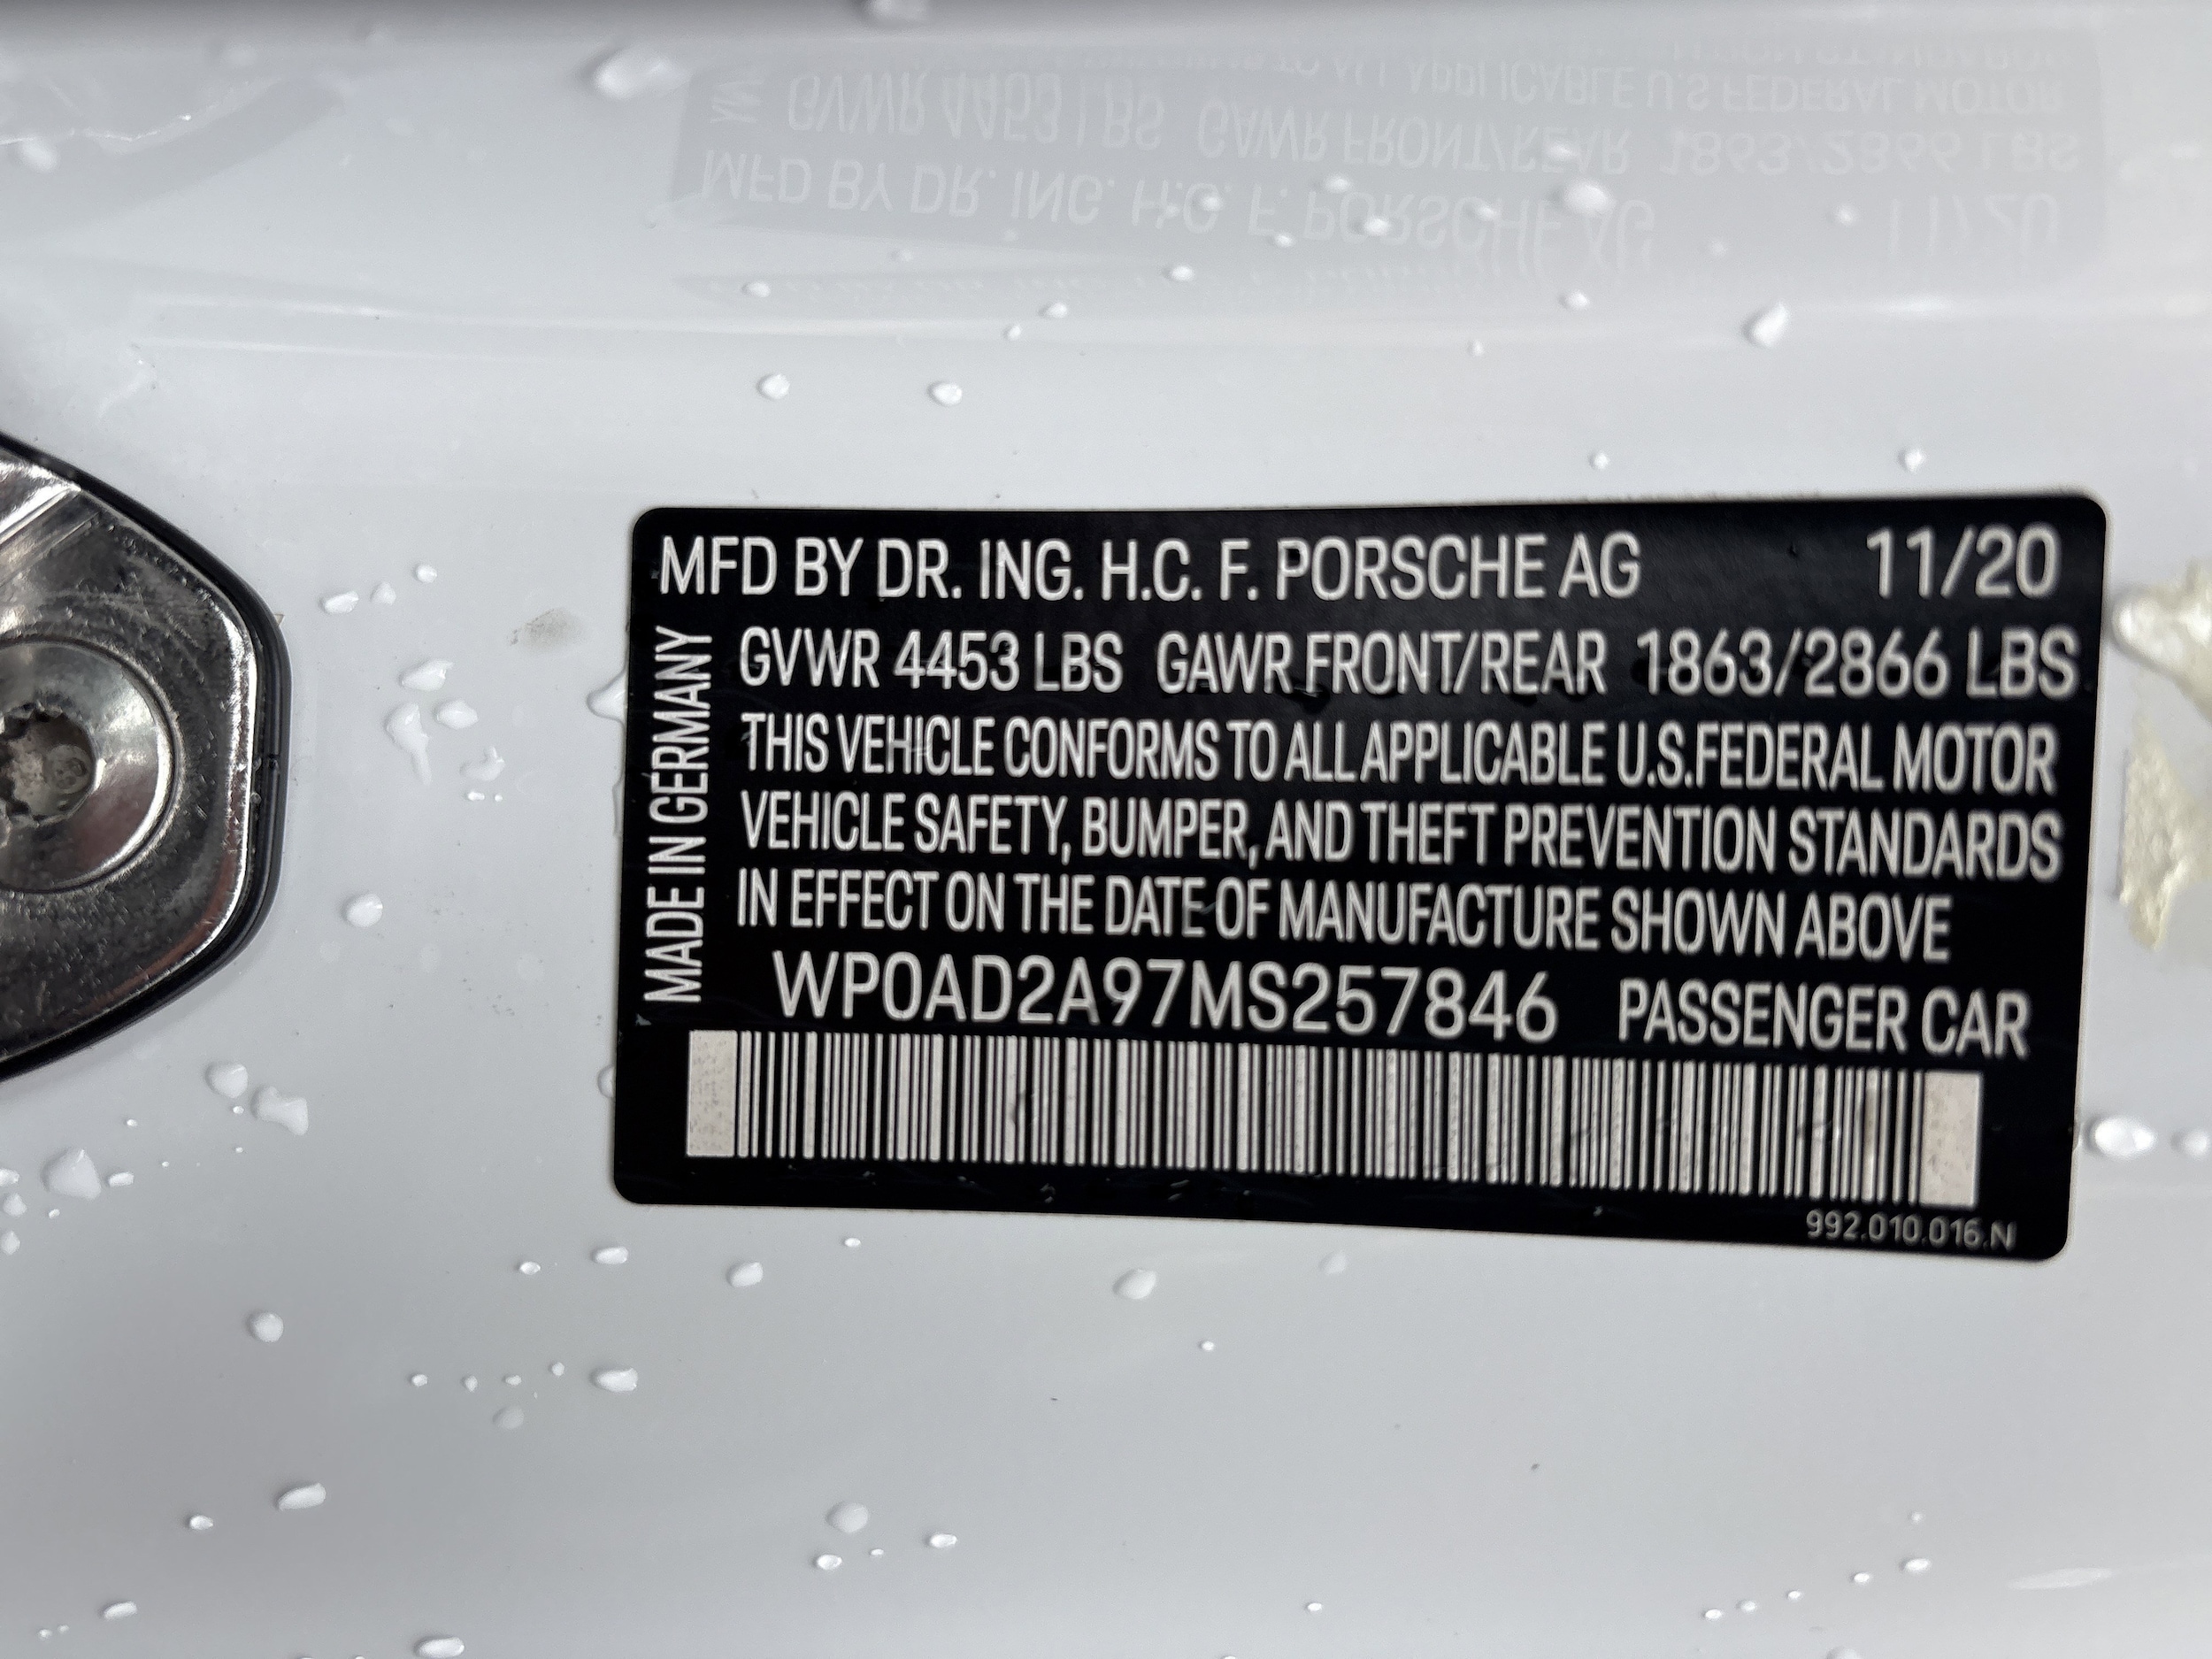 MFD BY DR. ING. H.C. F. PORSCHE AG 11/20
MADE IN GERMANY
GVWR 4453 LBS GAWR FRONT/REAR 1863/2866 LBS
THIS VEHICLE CONFORMS TO ALL APPLICABLE U.S.FEDERAL MOTOR
VEHICLE SAFETY, BUMPER, AND THEFT PREVENTION STANDARDS
IN EFFECT ON THE DATE OF MANUFACTURE SHOWN ABOVE
WP0AD2A97MS257846 PASSENGER CAR
992.010.016.N